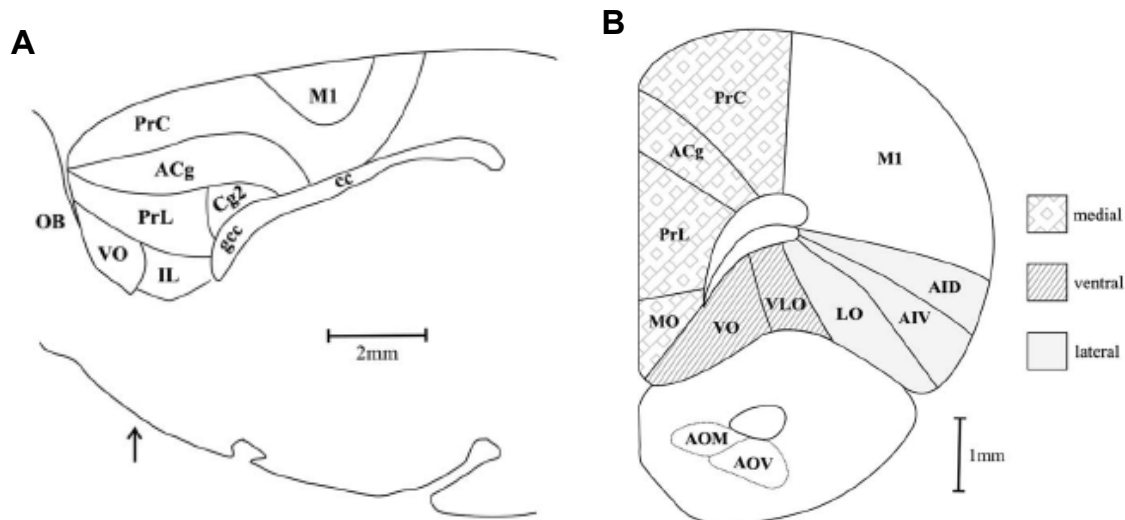 A
M1
PrC
ACg
Cg2
cc
OB
PrL
gcc
VO
IL
2mm
B
PrC
ACg
M1
PrL
MO
VO
VLO
LO
AIV
AID
AOM
AOV
medial
ventral
lateral
1mm